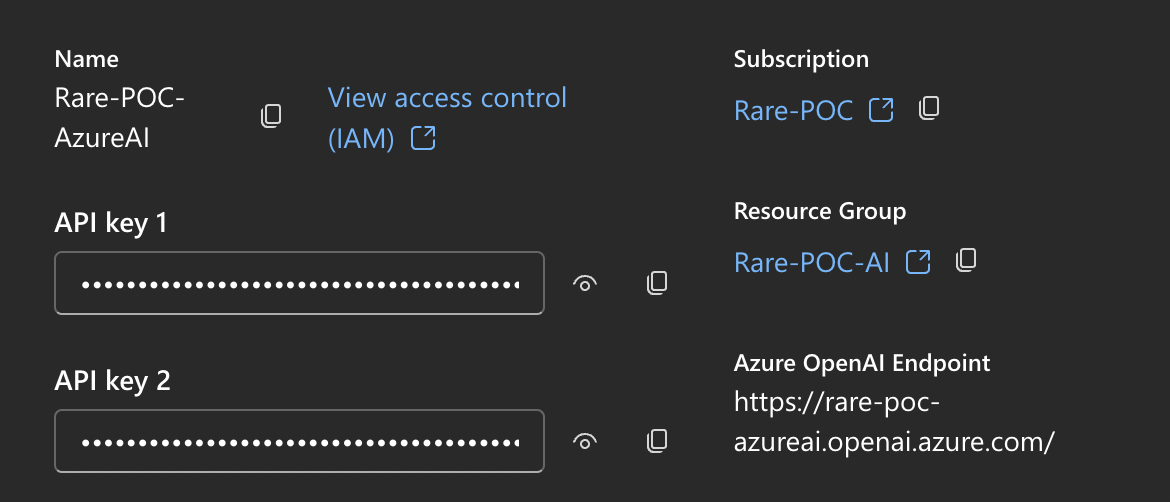 Name
Rare-POC-
AzureAI
View access control
(IAM)
API key 1
••••••••••••••••••••••••••••••••••••••
API key 2
••••••••••••••••••••••••••••••••••••••
Subscription
Rare-POC
Resource Group
Rare-POC-AI
Azure OpenAI Endpoint
https://rare-poc-
azureai.openai.azure.com/